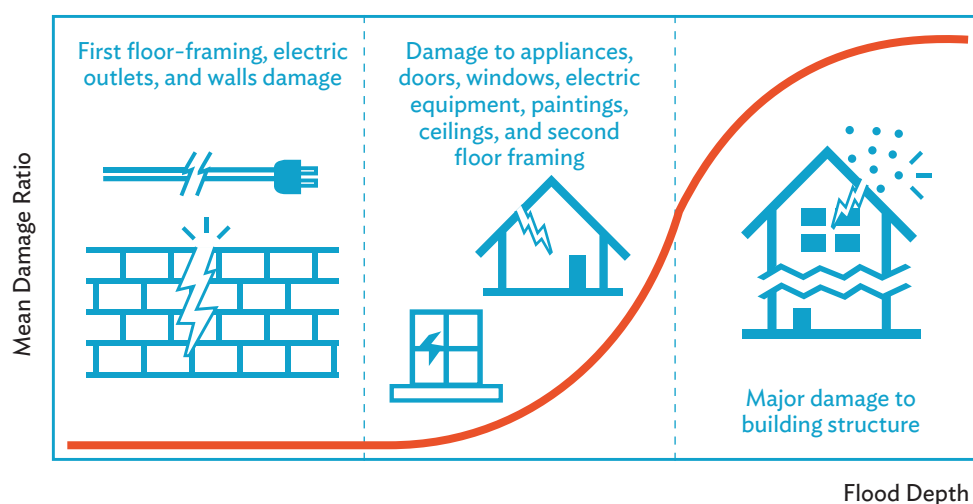 First floor-framing, electric
outlets, and walls damage
Damage to appliances,
doors, windows, electric
equipment, paintings,
ceilings, and second
floor framing
Mean Damage Ratio
Major damage to
building structure
Flood Depth